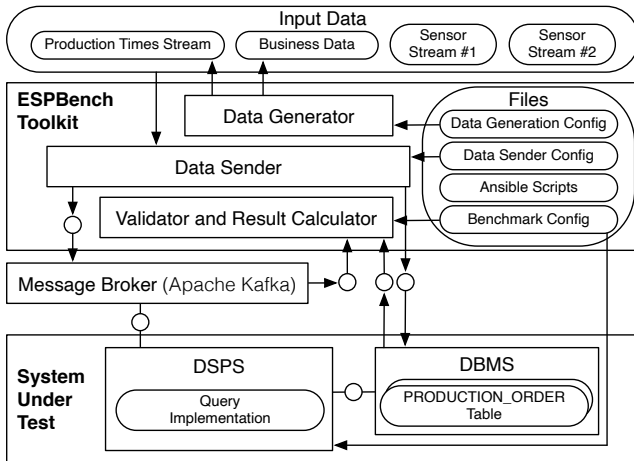 Input Data
Production Times Stream
Business Data
Sensor
Stream #1
Sensor
Stream #2
ESPBench
Toolkit
Data Generator
Files
Data Generation Config
Data Sender
Data Sender Config
Ansible Scripts
Validator and Result Calculator
Benchmark Config
Message Broker (Apache Kafka)
System
Under
Test
DSPS
Query
Implementation
DBMS
PRODUCTION_ORDER
Table